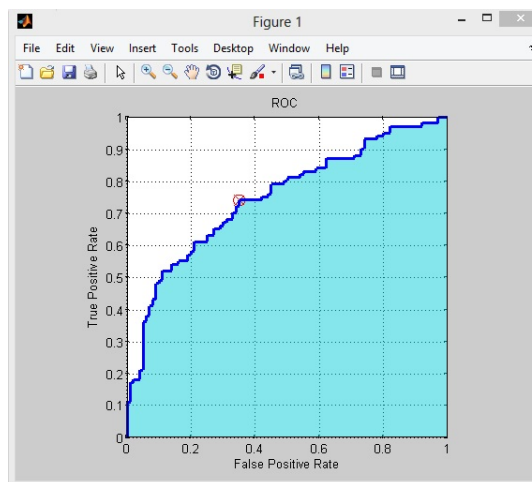 Figure 1
File Edit View Insert Tools Desktop Window Help
ROC
1
0.9
0.8
0.7
0.6
0.5
0.4
0.3
0.2
0.1
0
True Positive Rate
0 0.2 0.4 0.6 0.8 1
False Positive Rate